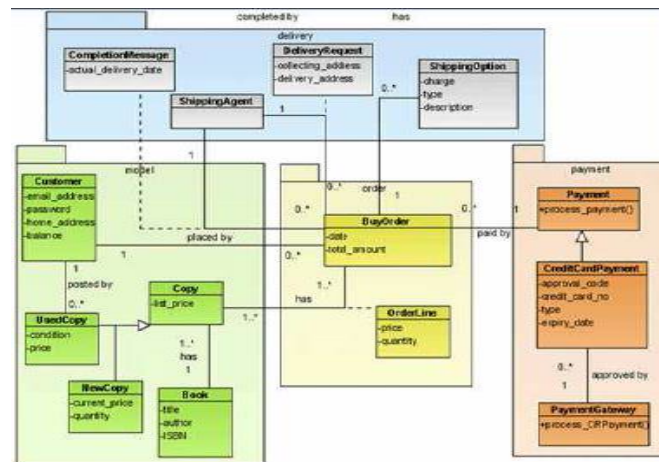 completed by has
delivery
CompletionMessage
-actual_delivery_date
DeliveryRequest
-collecting_address
-delivery_address
ShippingOption
-charge
-type
-description
0..*
ShippingAgent
1
1
model
order
payment
Customer
-email_address
-password
-home_address
-balance
0..*
0..*
1
0..*
1
Payment
+process_payment()
BuyOrder
-date
-total_amount
paid by
placed by
1
0..*
1
posted by
0..*
1
has
1..*
Copy
-list_price
CreditCardPayment
-approval_code
-credit_card_no
-type
-expiry_date
UsedCopy
-condition
-price
OrderLine
-price
-quantity
1..*
has
1
0..*
1
approved by
NewCopy
-current_price
-quantity
Book
-title
-author
-ISBN
PaymentGateway
+process_CRPayment()